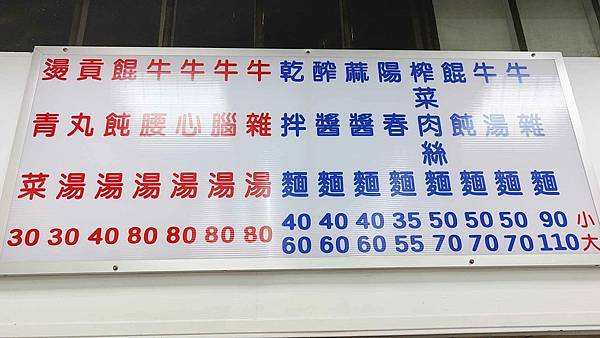 小 大
牛雜麵 90 110
牛湯麵 50 70
餛飩麵 50 70
榨菜肉絲麵 50 70
陽春麵 35 55
蔴醬麵 40 60
醡醬麵 40 60
乾拌麵 40 60
牛雜湯 80
牛腦湯 80
牛心湯 80
牛腰湯 80
餛飩湯 40
貢丸湯 30
燙青菜 30